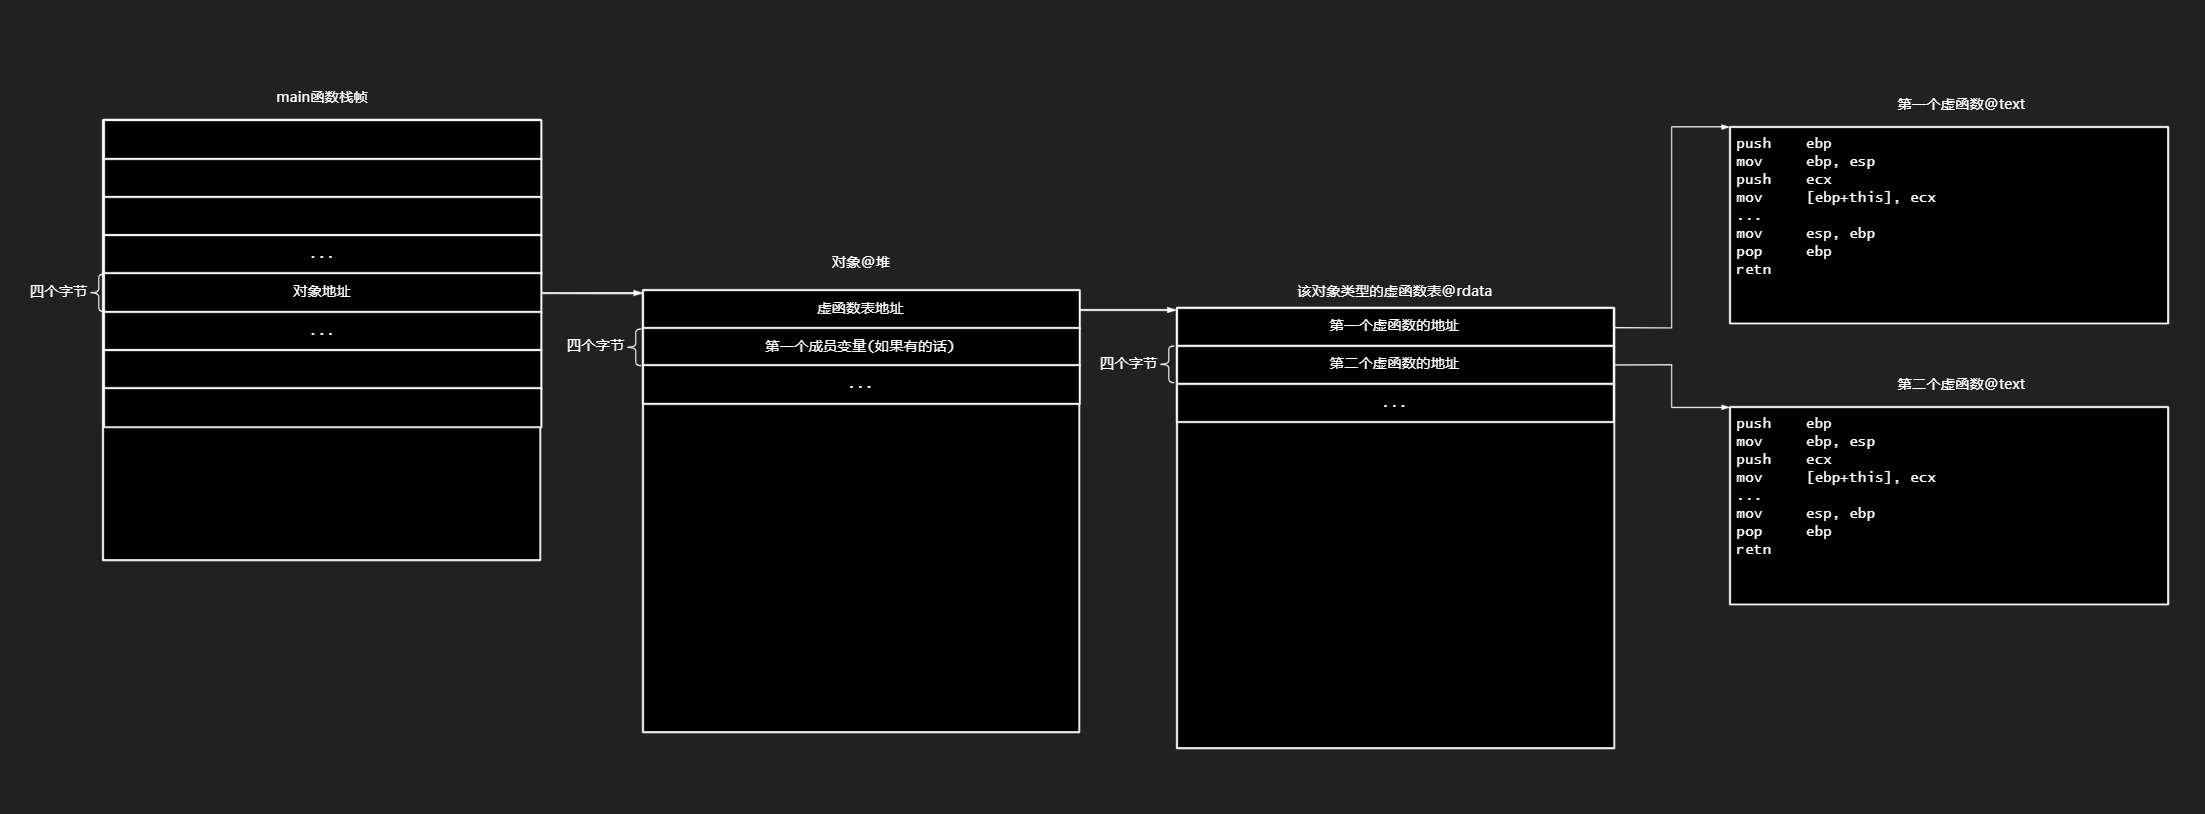 main函数栈帧
...
四个字节
对象地址
...
对象@堆
虚函数表地址
四个字节
第一个成员变量(如果有的话)
...
该对象类型的虚函数表@rdata
第一个虚函数的地址
四个字节
第二个虚函数的地址
...
第一个虚函数@text
push ebp
mov ebp, esp
push ecx
mov [ebp+this], ecx
...
mov esp, ebp
pop ebp
retn
第二个虚函数@text
push ebp
mov ebp, esp
push ecx
mov [ebp+this], ecx
...
mov esp, ebp
pop ebp
retn